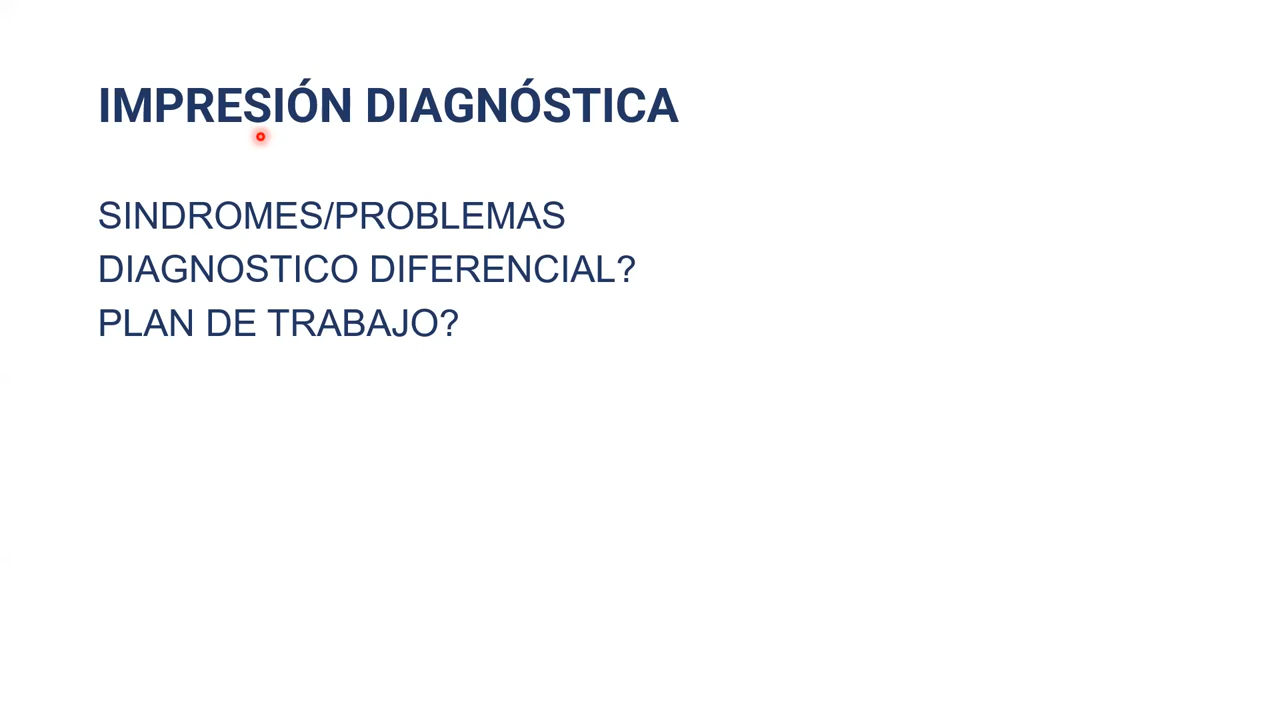 IMPRESIÓN DIAGNÓSTICA
SINDROMES/PROBLEMAS
DIAGNOSTICO DIFERENCIAL?
PLAN DE TRABAJO?